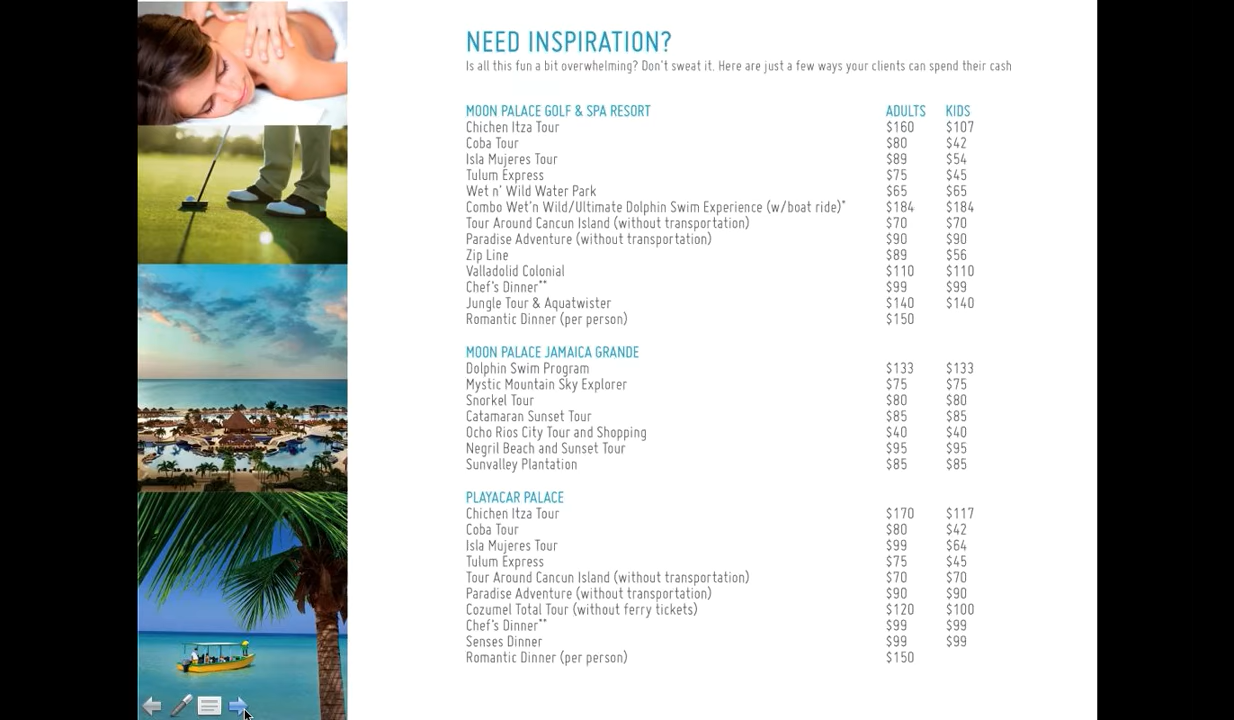 NEED INSPIRATION?
Is all this fun a bit overwhelming? Don't sweat it. Here are just a few ways your clients can spend their cash
MOON PALACE GOLF & SPA RESORT ADULTS KIDS
Chichen Itza Tour $160 $107
Coba Tour $80 $42
Isla Mujeres Tour $89 $54
Tulum Express $75 $45
Wet n' Wild Water Park $65 $65
Combo Wet'n Wild/Ultimate Dolphin Swim Experience (w/boat ride)* $184 $184
Tour Around Cancun Island (without transportation) $70 $70
Paradise Adventure (without transportation) $90 $90
Zip Line $89 $56
Valladolid Colonial $110 $110
Chef's Dinner** $99 $99
Jungle Tour & Aquatwister $140 $140
Romantic Dinner (per person) $150
MOON PALACE JAMAICA GRANDE
Dolphin Swim Program $133 $133
Mystic Mountain Sky Explorer $75 $75
Snorkel Tour $80 $80
Catamaran Sunset Tour $85 $85
Ocho Rios City Tour and Shopping $40 $40
Negril Beach and Sunset Tour $95 $95
Sunvalley Plantation $85 $85
PLAYACAR PALACE
Chichen Itza Tour $170 $117
Coba Tour $80 $42
Isla Mujeres Tour $99 $64
Tulum Express $75 $45
Tour Around Cancun Island (without transportation) $70 $70
Paradise Adventure (without transportation) $90 $90
Cozumel Total Tour (without ferry tickets) $120 $100
Chef's Dinner** $99 $99
Senses Dinner $99 $99
Romantic Dinner (per person) $150